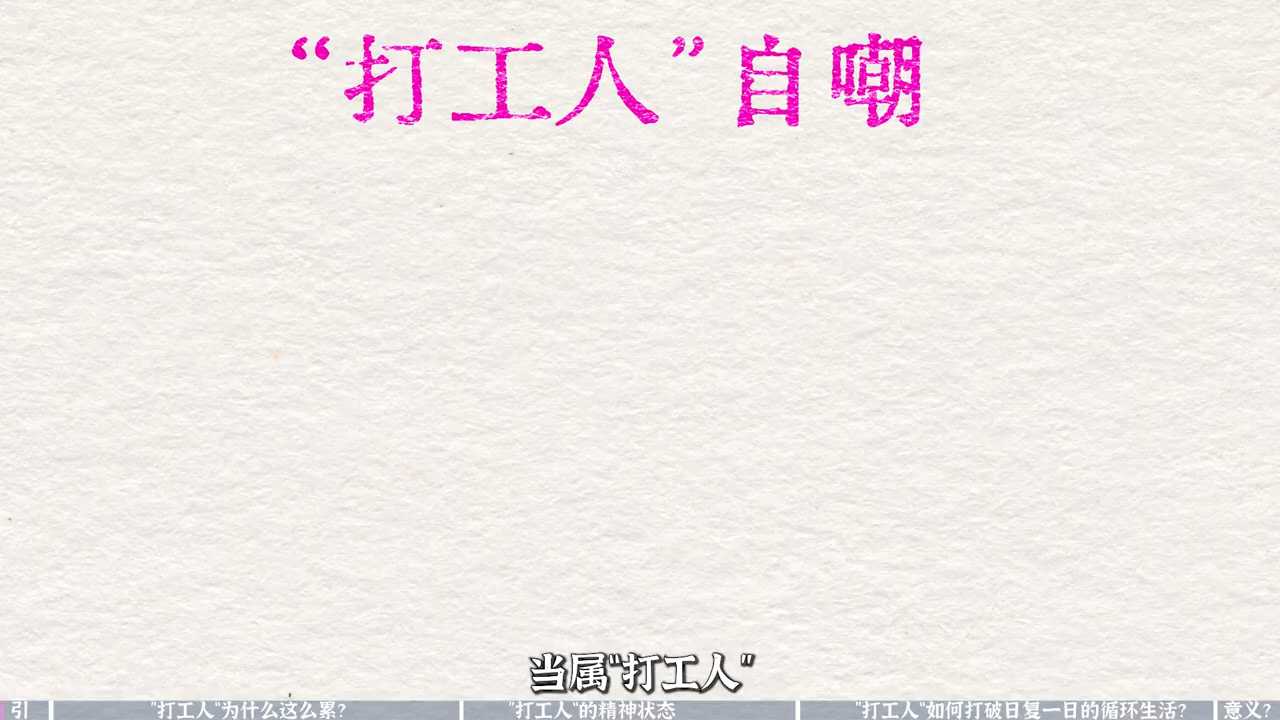 “打工人”自嘲
当属“打工人”
引
"打工人"为什么这么累？
"打工人"的精神状态
"打工人"如何打破日复一日的循环生活？
意义？